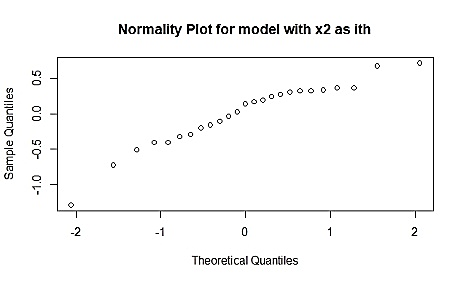 Normality Plot for model with x2 as ith
Sample Quantiles
0.5
0.0
-0.5
-1.0
-2 -1 0 1 2
Theoretical Quantiles